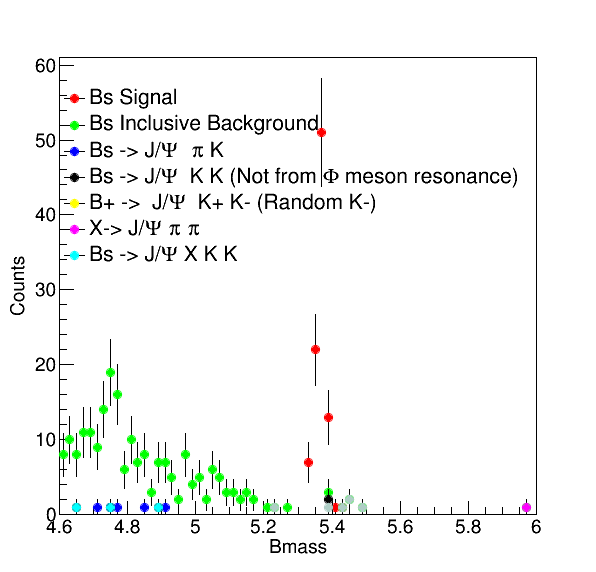 60
Bs Signal
Bs Inclusive Background
50
Bs -> J/Ψ π K
Bs -> J/Ψ K K (Not from Φ meson resonance)
B+ -> J/Ψ K+ K- (Random K-)
40
X-> J/Ψ π π
Bs -> J/Ψ X K K
30
Counts
20
10
0
4.6 4.8 5 5.2 5.4 5.6 5.8 6
Bmass